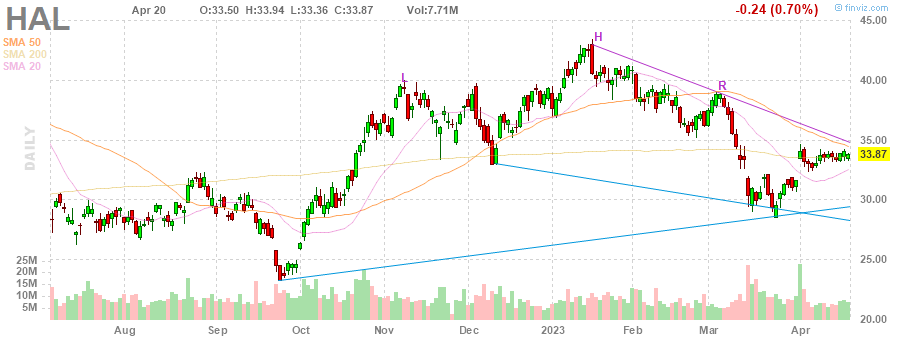 HAL Apr 20 O:33.50 H:33.94 L:33.36 C:33.87 Vol:7.71M -0.24 (0.70%) © finviz.com
SMA 50
SMA 200
SMA 20
DAILY
L
H
R
45.00
40.00
35.00
33.87
30.00
25.00
20.00
25M
20M
15M
10M
5M
Aug Sep Oct Nov Dec 2023 Feb Mar Apr